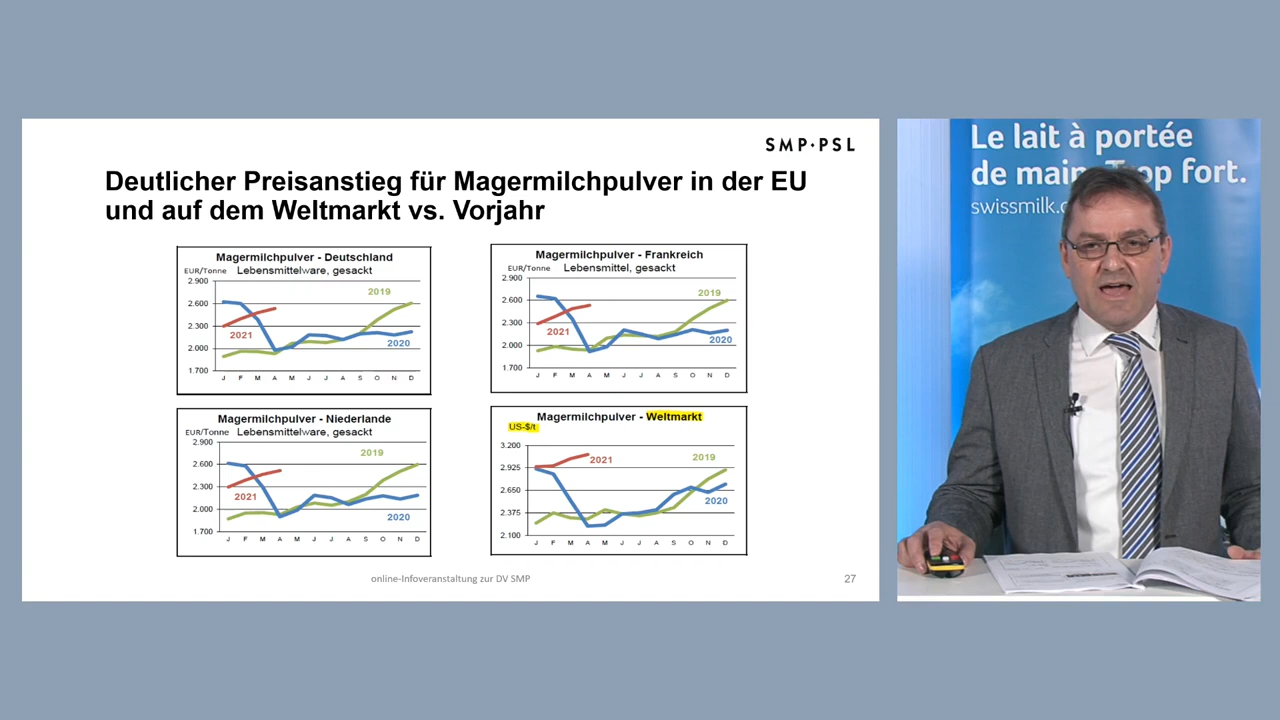 SMP·PSL
Deutlicher Preisanstieg für Magermilchpulver in der EU
und auf dem Weltmarkt vs. Vorjahr
Magermilchpulver - Deutschland
EUR/Tonne Lebensmittelware, gesackt
2.900
2.600
2.300
2.000
1.700
2019
2021
2020
J F M A M J J A S O N D
Magermilchpulver - Frankreich
EUR/Tonne Lebensmittel, gesackt
2.900
2.600
2.300
2.000
1.700
2019
2021
2020
J F M A M J J A S O N D
Magermilchpulver - Niederlande
EUR/Tonne Lebensmittelware, gesackt
2.900
2.600
2.300
2.000
1.700
2019
2021
2020
J F M A M J J A S O N D
Magermilchpulver - Weltmarkt
US-$/t
3.200
2.925
2.650
2.375
2.100
2021
2019
2020
J F M A M J J A S O N D
online-Infoveranstaltung zur DV SMP
27
Le lait à portée
de main. Trop fort.
swissmilk.